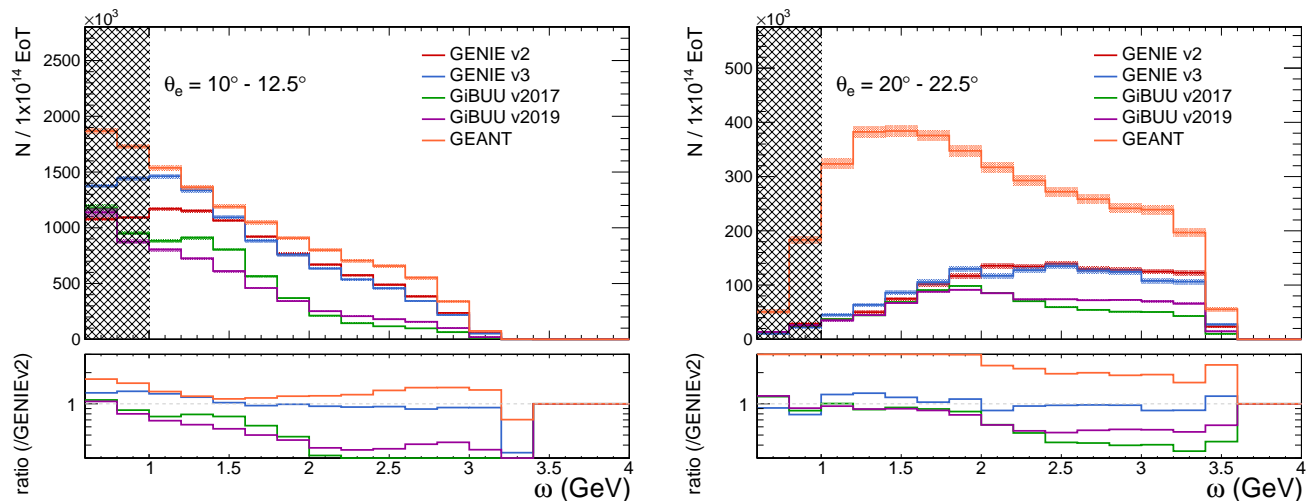 ×10³
2500
2000
1500
1000
500
0
N / 1x10¹⁴ EoT
θₑ = 10° - 12.5°
GENIE v2
GENIE v3
GiBUU v2017
GiBUU v2019
GEANT
ratio (/GENIEv2)
1
1 1.5 2 2.5 3 3.5 4
ω (GeV)
×10³
500
400
300
200
100
0
N / 1x10¹⁴ EoT
θₑ = 20° - 22.5°
GENIE v2
GENIE v3
GiBUU v2017
GiBUU v2019
GEANT
ratio (/GENIEv2)
1
1 1.5 2 2.5 3 3.5 4
ω (GeV)